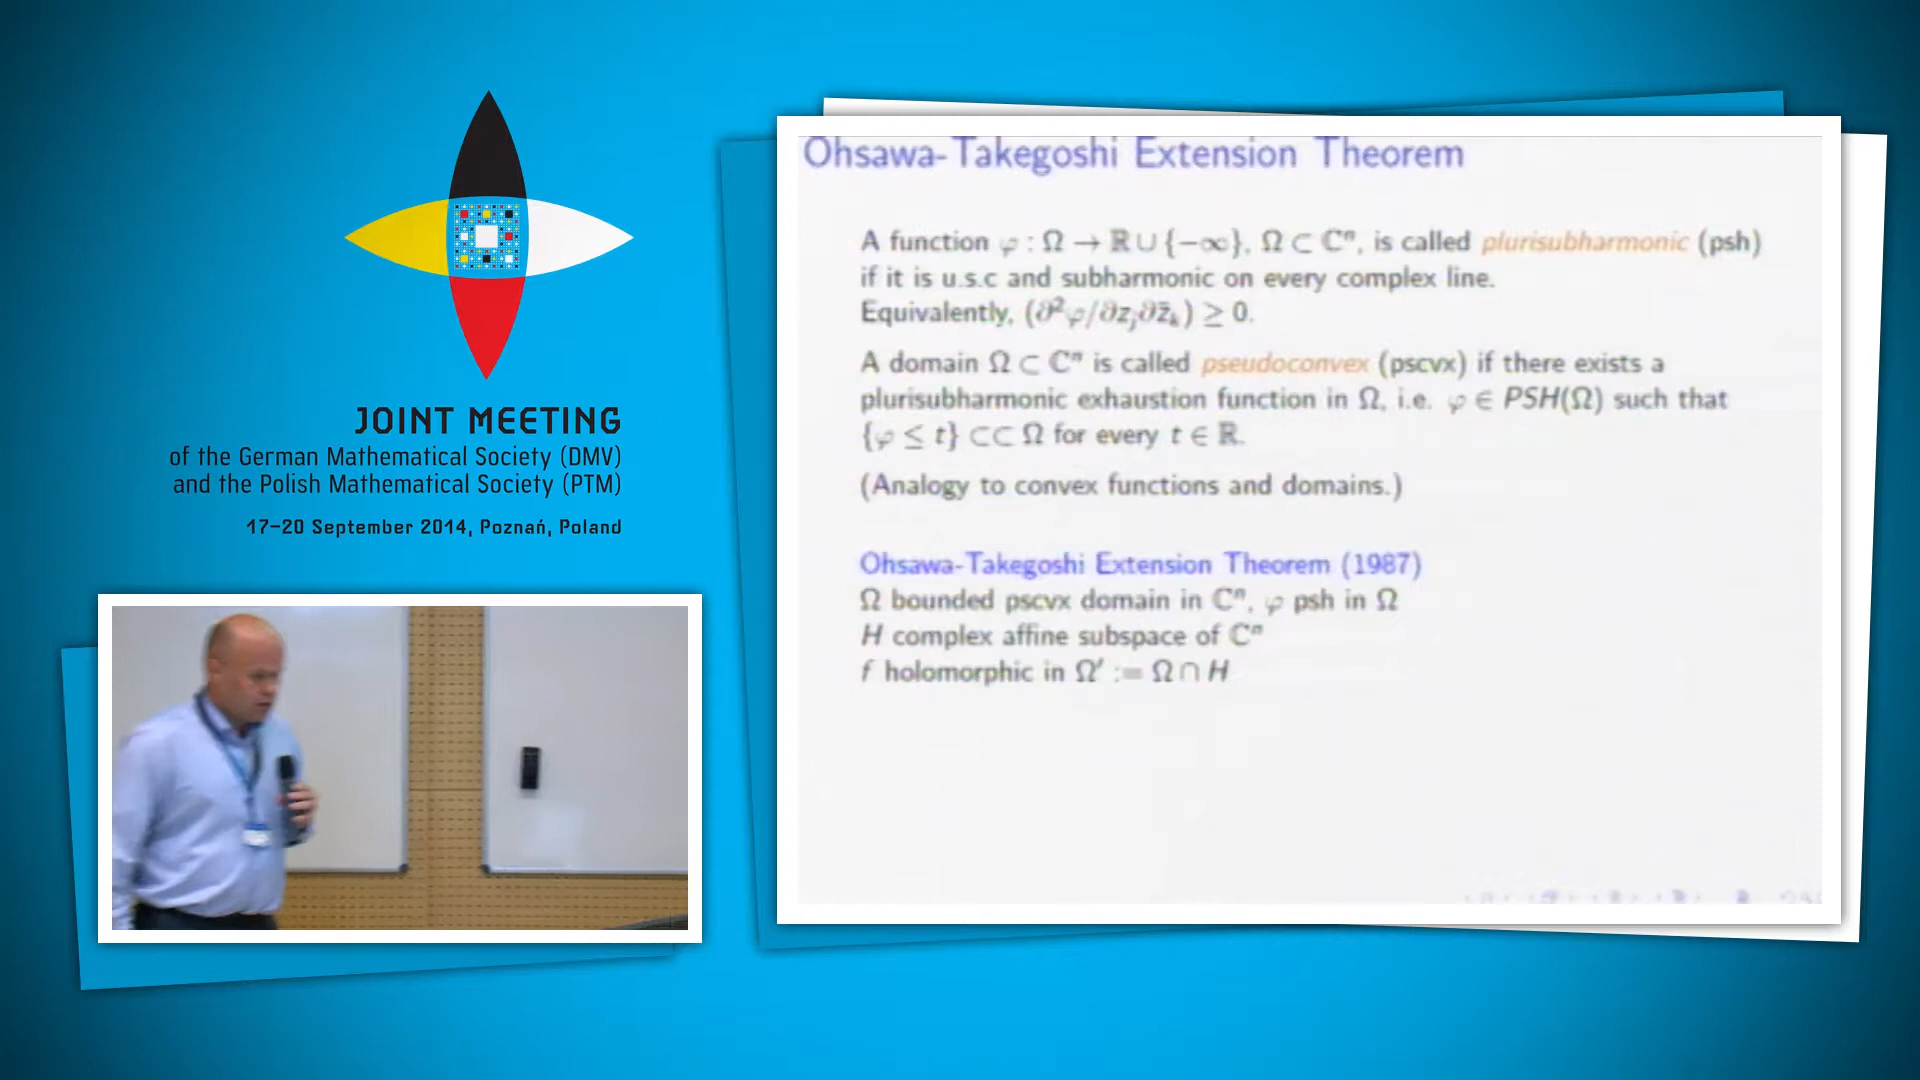 JOINT MEETING
of the German Mathematical Society (DMV)
and the Polish Mathematical Society (PTM)
17–20 September 2014, Poznań, Poland
Ohsawa-Takegoshi Extension Theorem
A function φ : Ω → ℝ ∪ {−∞}, Ω ⊂ ℂⁿ, is called plurisubharmonic (psh)
if it is u.s.c and subharmonic on every complex line.
Equivalently, (∂²φ/∂zⱼ∂z̄ₖ) ≥ 0.
A domain Ω ⊂ ℂⁿ is called pseudoconvex (pscvx) if there exists a
plurisubharmonic exhaustion function in Ω, i.e. φ ∈ PSH(Ω) such that
{φ ≤ t} ⊂⊂ Ω for every t ∈ ℝ.
(Analogy to convex functions and domains.)
Ohsawa-Takegoshi Extension Theorem (1987)
Ω bounded pscvx domain in ℂⁿ, φ psh in Ω
H complex affine subspace of ℂⁿ
f holomorphic in Ω′ := Ω ∩ H